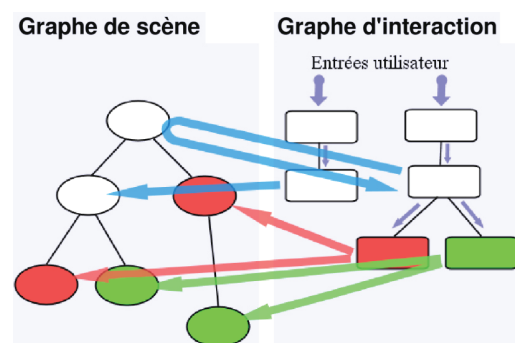 Graphe de scène
Graphe d'interaction
Entrées utilisateur